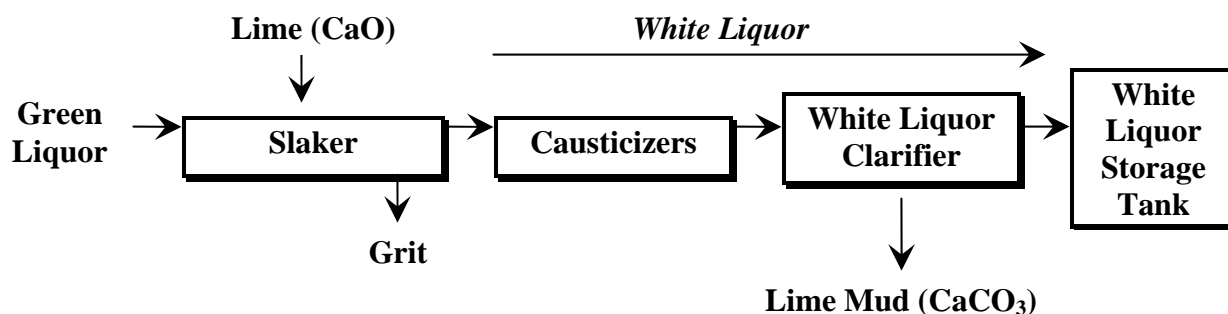 Lime (CaO)
White Liquor
Green
Liquor
Slaker
Causticizers
White Liquor
Clarifier
White
Liquor
Storage
Tank
Grit
Lime Mud (CaCO₃)